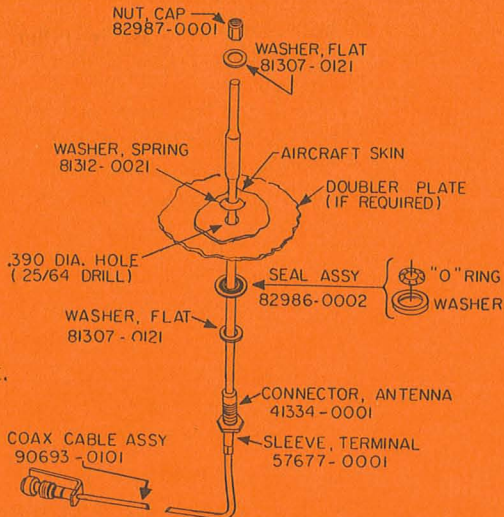 NUT, CAP
82987-0001
WASHER, FLAT
81307-0121
WASHER, SPRING
81312-0021
AIRCRAFT SKIN
DOUBLER PLATE
(IF REQUIRED)
.390 DIA. HOLE
(25/64 DRILL)
SEAL ASSY
82986-0002
"O" RING
WASHER
WASHER, FLAT
81307-0121
CONNECTOR, ANTENNA
41334-0001
SLEEVE, TERMINAL
57677-0001
COAX CABLE ASSY
90693-0101